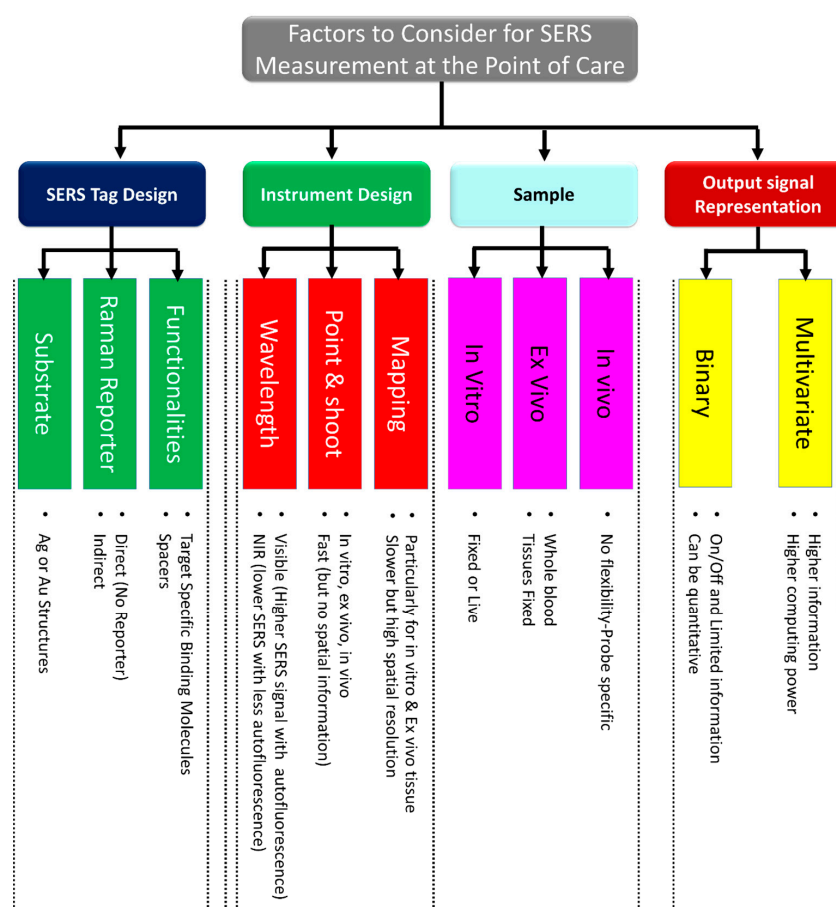 Factors to Consider for SERS
Measurement at the Point of Care
SERS Tag Design
Instrument Design
Sample
Output signal
Representation
Substrate
Raman Reporter
Functionalities
Wavelength
Point & shoot
Mapping
In Vitro
Ex Vivo
In vivo
Binary
Multivariate
• Ag or Au Structures
• Direct (No Reporter)
• Indirect
• Target Specific Binding Molecules
• Spacers
• Visible (Higher SERS signal with autofluorescence)
• NIR (lower SERS with less autofluorescence)
• In vitro, ex vivo, in vivo
• Fast (but no spatial information)
• Particularly for in vitro & Ex vivo tissue
• Slower but high spatial resolution
• Fixed or Live
• Whole blood
• Tissues Fixed
• No flexibility-Probe specific
• On/Off and Limited information
• Can be quantitative
• Higher information
• Higher computing power